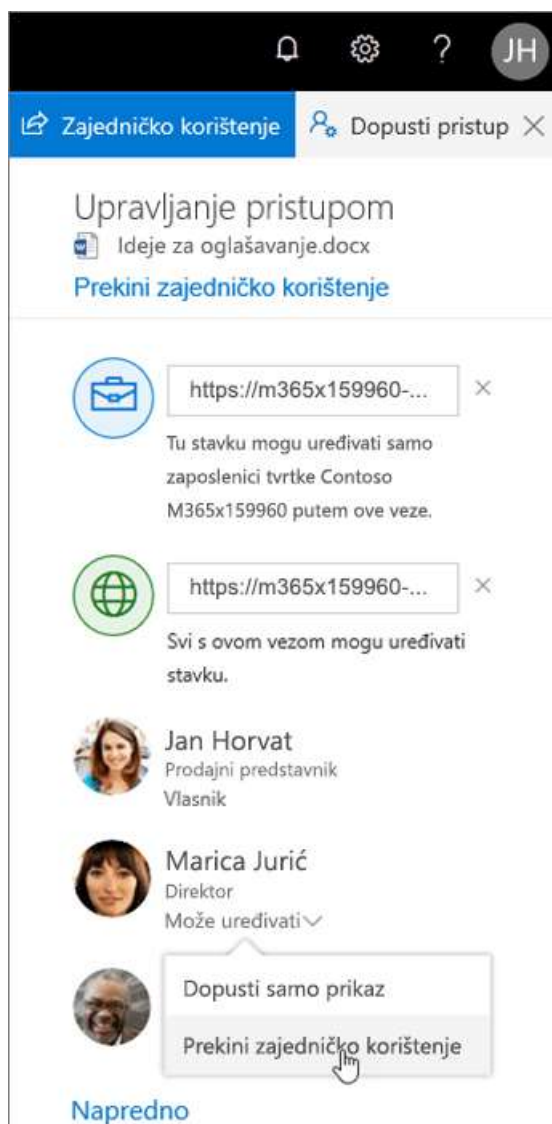 JH
Zajedničko korištenje
Dopusti pristup
Upravljanje pristupom
Ideje za oglašavanje.docx
Prekini zajedničko korištenje
https://m365x159960-...
Tu stavku mogu uređivati samo
zaposlenici tvrtke Contoso
M365x159960 putem ove veze.
https://m365x159960-...
Svi s ovom vezom mogu uređivati
stavku.
Jan Horvat
Prodajni predstavnik
Vlasnik
Marica Jurić
Direktor
Može uređivati
Dopusti samo prikaz
Prekini zajedničko korištenje
Napredno